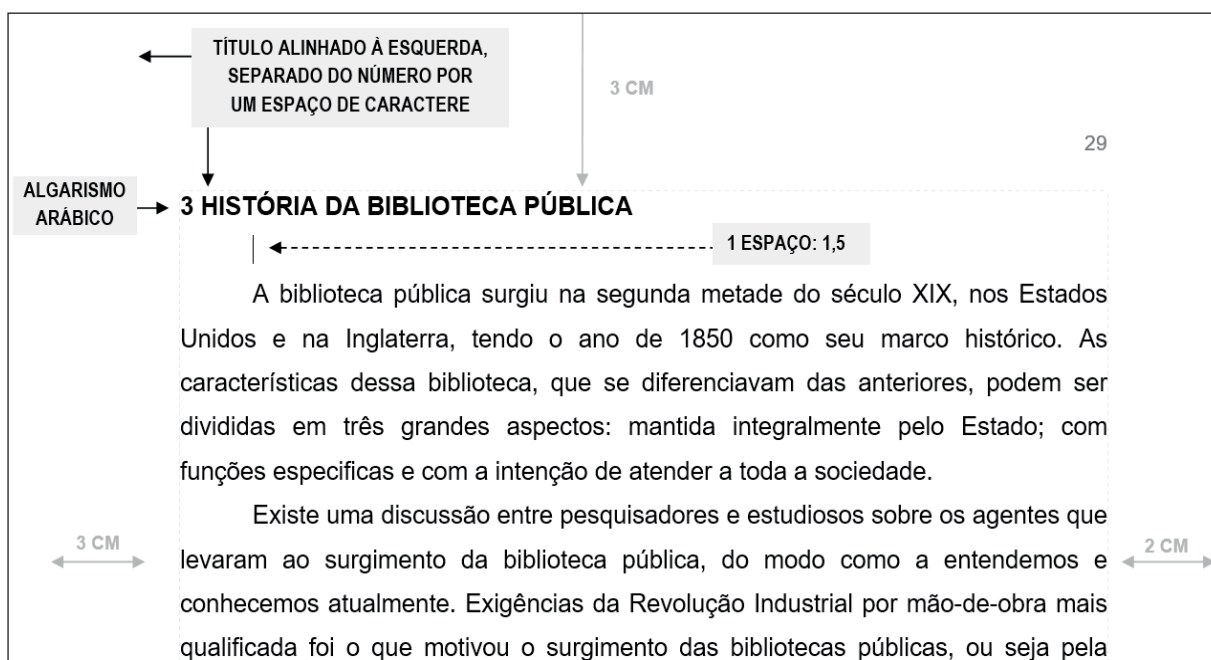 TÍTULO ALINHADO À ESQUERDA,
SEPARADO DO NÚMERO POR
UM ESPAÇO DE CARACTERE
3 CM
29
ALGARISMO
ARÁBICO
3 HISTÓRIA DA BIBLIOTECA PÚBLICA
1 ESPAÇO: 1,5
A biblioteca pública surgiu na segunda metade do século XIX, nos Estados
Unidos e na Inglaterra, tendo o ano de 1850 como seu marco histórico. As
características dessa biblioteca, que se diferenciavam das anteriores, podem ser
divididas em três grandes aspectos: mantida integralmente pelo Estado; com
funções especificas e com a intenção de atender a toda a sociedade.
Existe uma discussão entre pesquisadores e estudiosos sobre os agentes que
3 CM
levaram ao surgimento da biblioteca pública, do modo como a entendemos e
2 CM
conhecemos atualmente. Exigências da Revolução Industrial por mão-de-obra mais
qualificada foi o que motivou o surgimento das bibliotecas públicas, ou seja pela